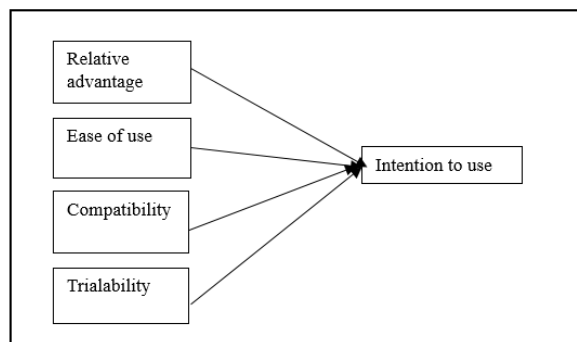 Relative
advantage
Ease of use
Compatibility
Trialability
Intention to use